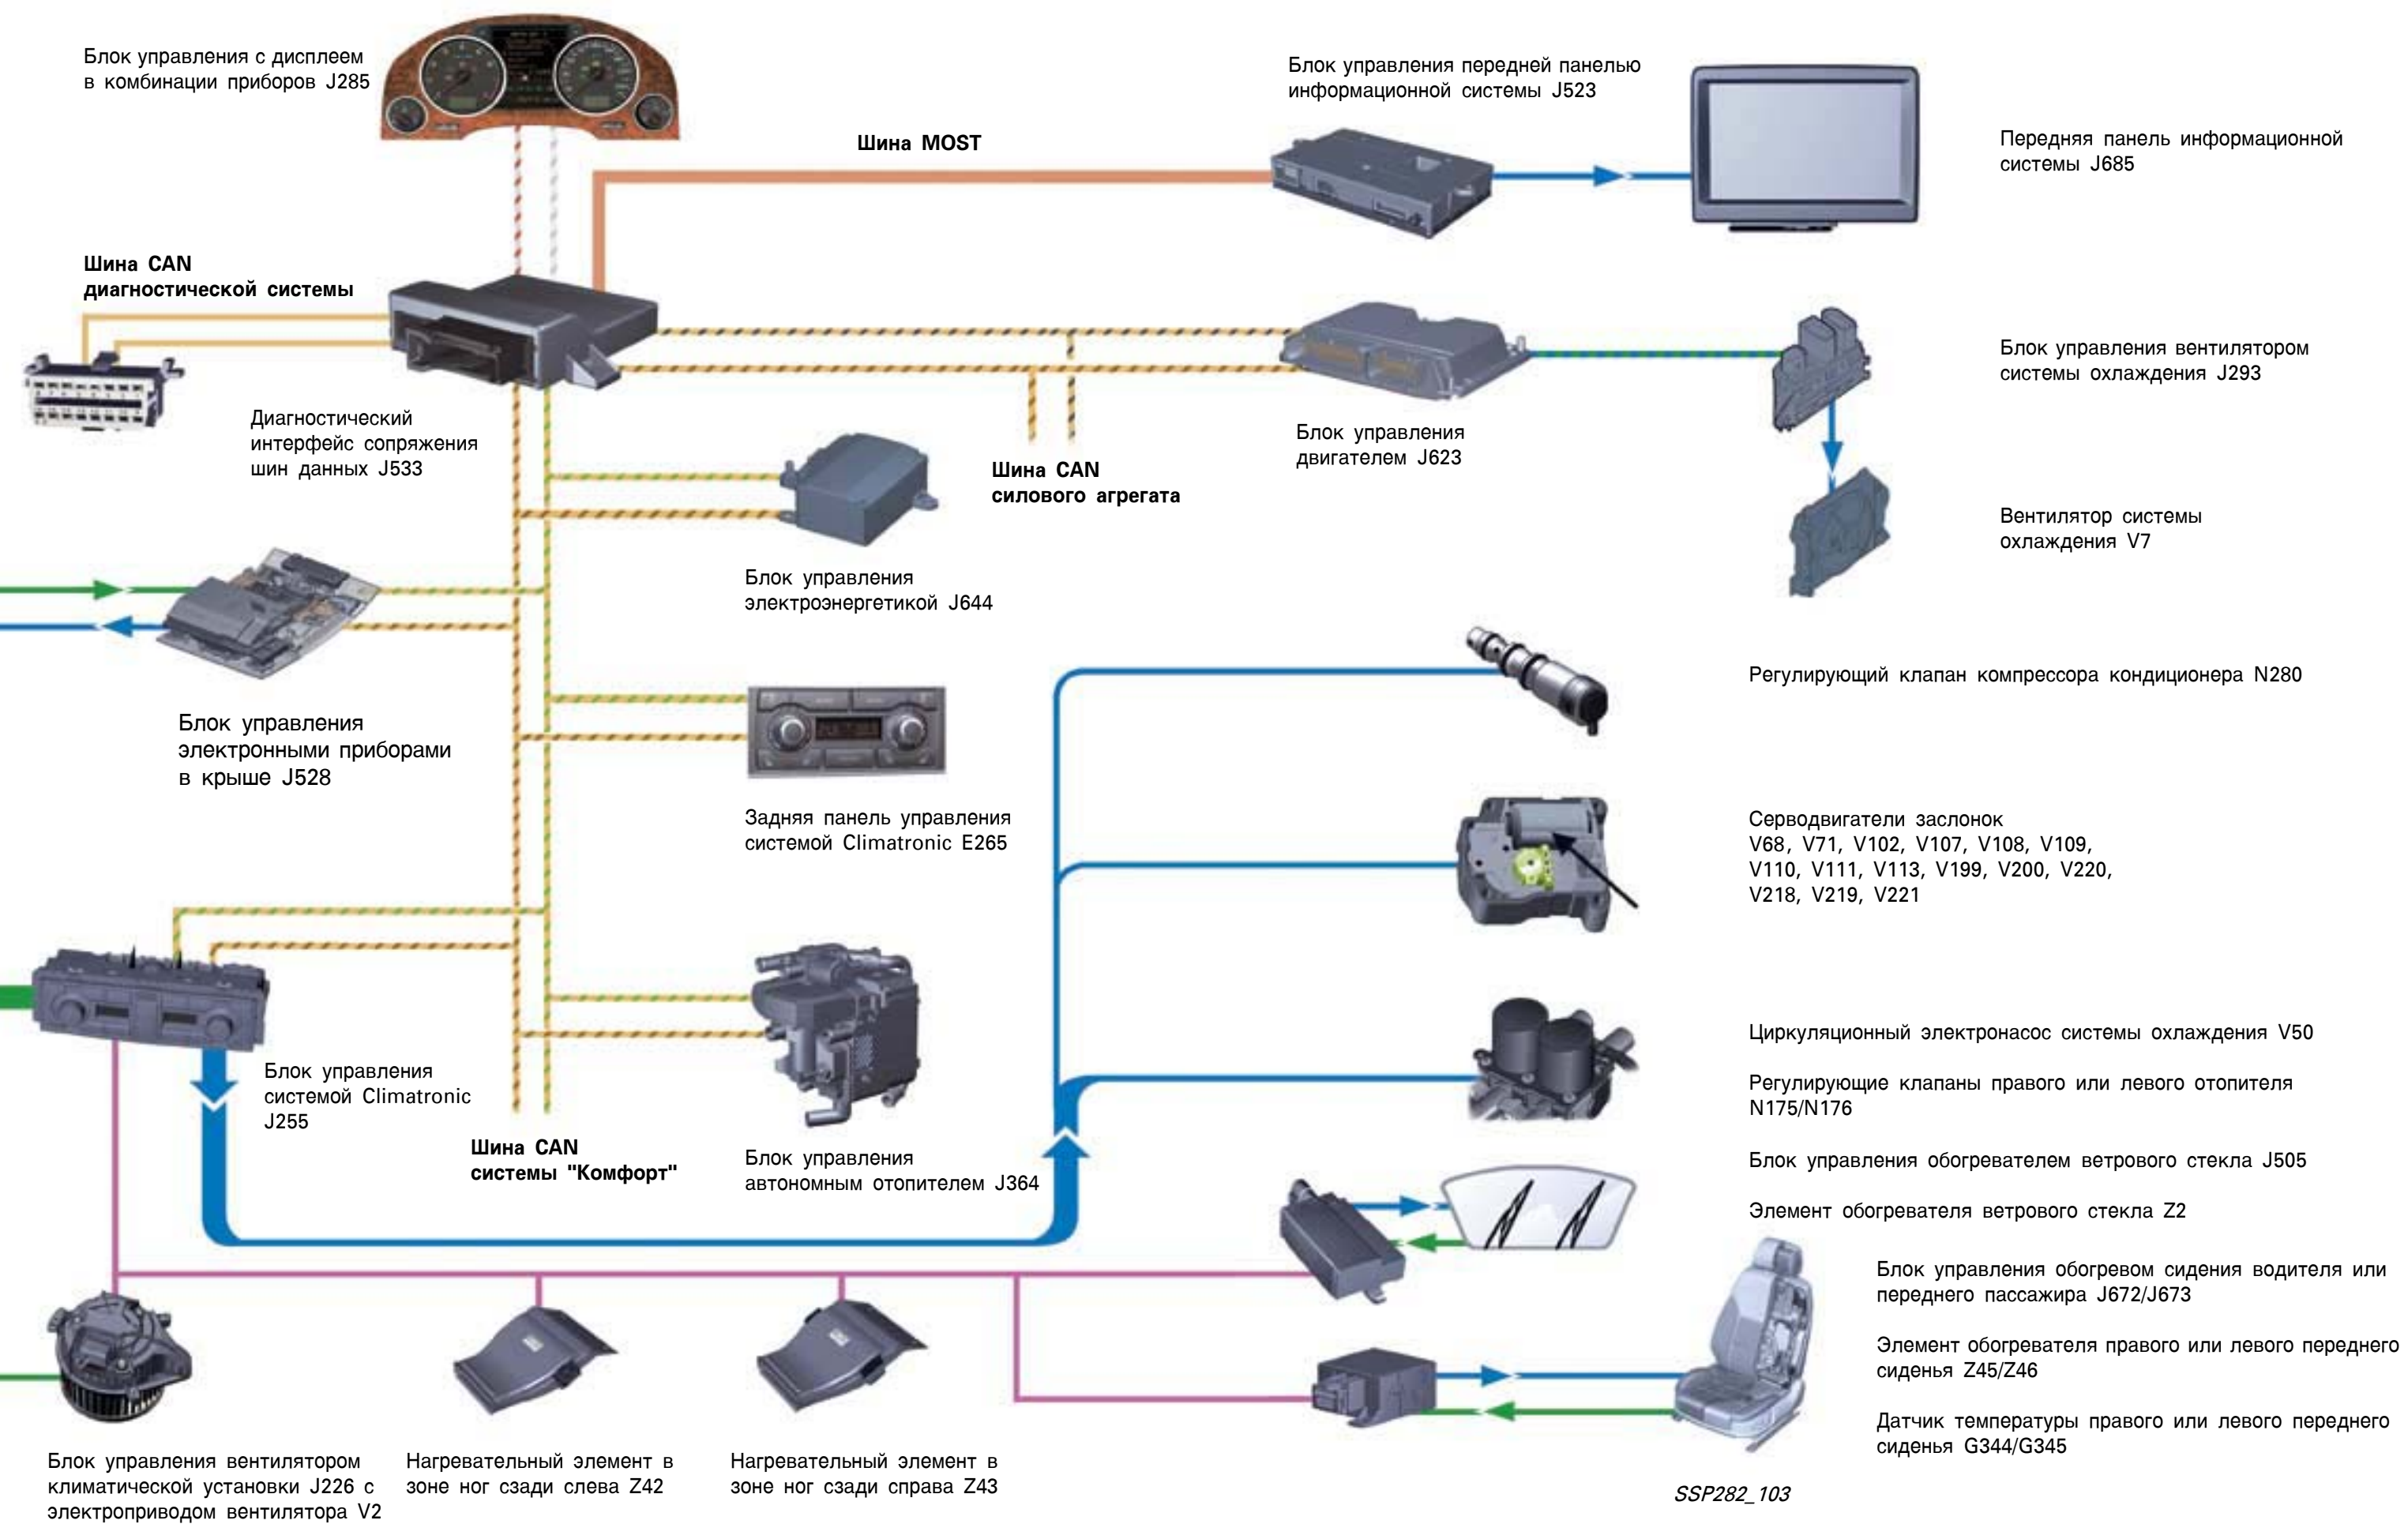 Блок управления с дисплеем
в комбинации приборов J285
Шина MOST
Блок управления передней панелью
информационной системы J523
Передняя панель информационной
системы J685
Шина CAN
диагностической системы
Диагностический
интерфейс сопряжения
шин данных J533
Шина CAN
силового агрегата
Блок управления
двигателем J623
Блок управления вентилятором
системы охлаждения J293
Вентилятор системы
охлаждения V7
Блок управления
электроэнергетикой J644
Блок управления
электронными приборами
в крыше J528
Регулирующий клапан компрессора кондиционера N280
Задняя панель управления
системой Climatronic E265
Серводвигатели заслонок
V68, V71, V102, V107, V108, V109,
V110, V111, V113, V199, V200, V220,
V218, V219, V221
Блок управления
системой Climatronic
J255
Шина CAN
системы "Комфорт"
Блок управления
автономным отопителем J364
Циркуляционный электронасос системы охлаждения V50
Регулирующие клапаны правого или левого отопителя
N175/N176
Блок управления обогревателем ветрового стекла J505
Элемент обогревателя ветрового стекла Z2
Блок управления обогревом сидения водителя или
переднего пассажира J672/J673
Элемент обогревателя правого или левого переднего
сиденья Z45/Z46
Датчик температуры правого или левого переднего
сиденья G344/G345
Блок управления вентилятором
климатической установки J226 с
электроприводом вентилятора V2
Нагревательный элемент в
зоне ног сзади слева Z42
Нагревательный элемент в
зоне ног сзади справа Z43
SSP282_103